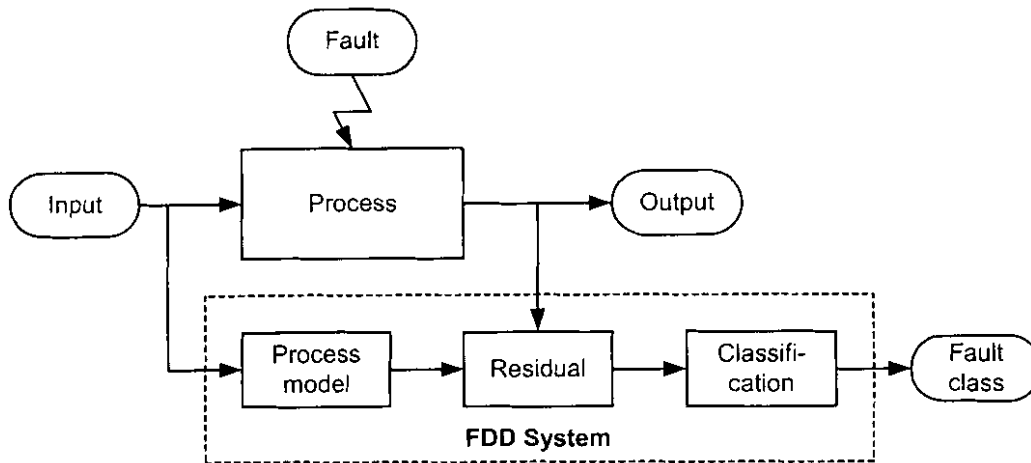 Fault
Input
Process
Output
Process
model
Residual
Classifi-
cation
Fault
class
FDD System